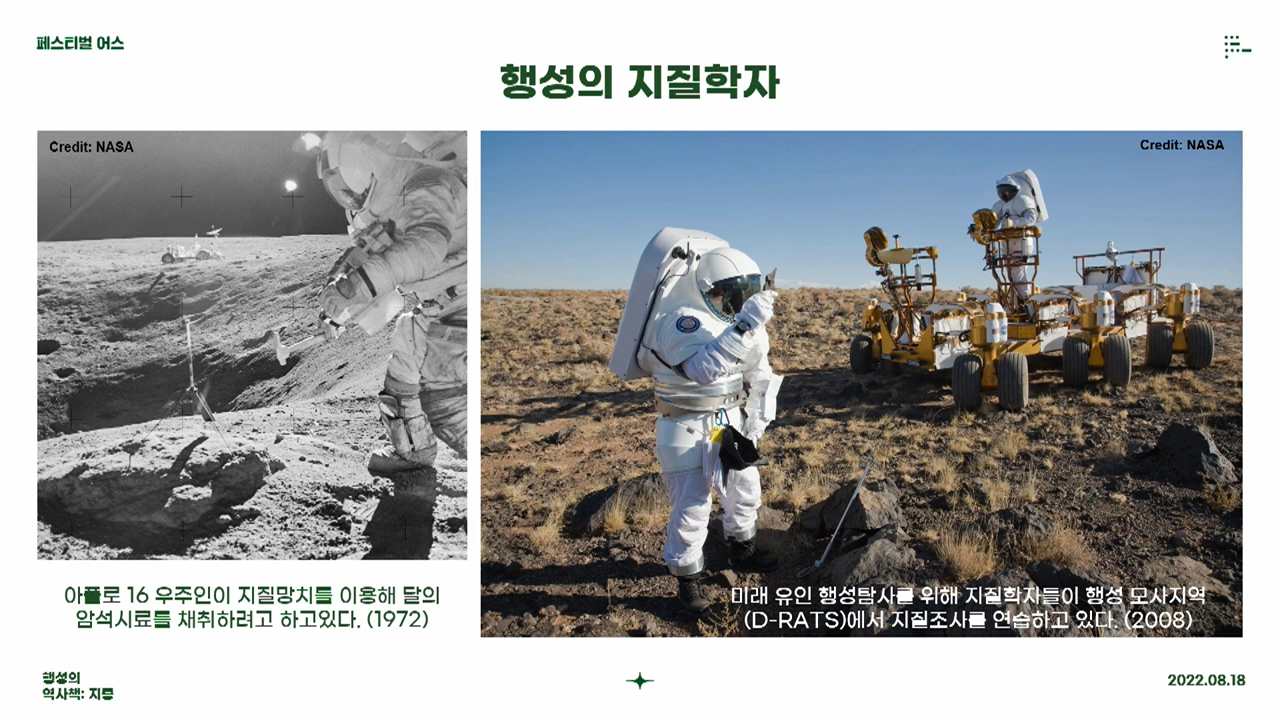 페스티벌 어스
행성의 지질학자
Credit: NASA
Credit: NASA
아폴로 16 우주인이 지질망치를 이용해 달의
암석시료를 채취하려고 하고있다. (1972)
미래 유인 행성탐사를 위해 지질학자들이 행성 모사지역
(D-RATS)에서 지질조사를 연습하고 있다. (2008)
행성의
역사책: 지층
2022.08.18